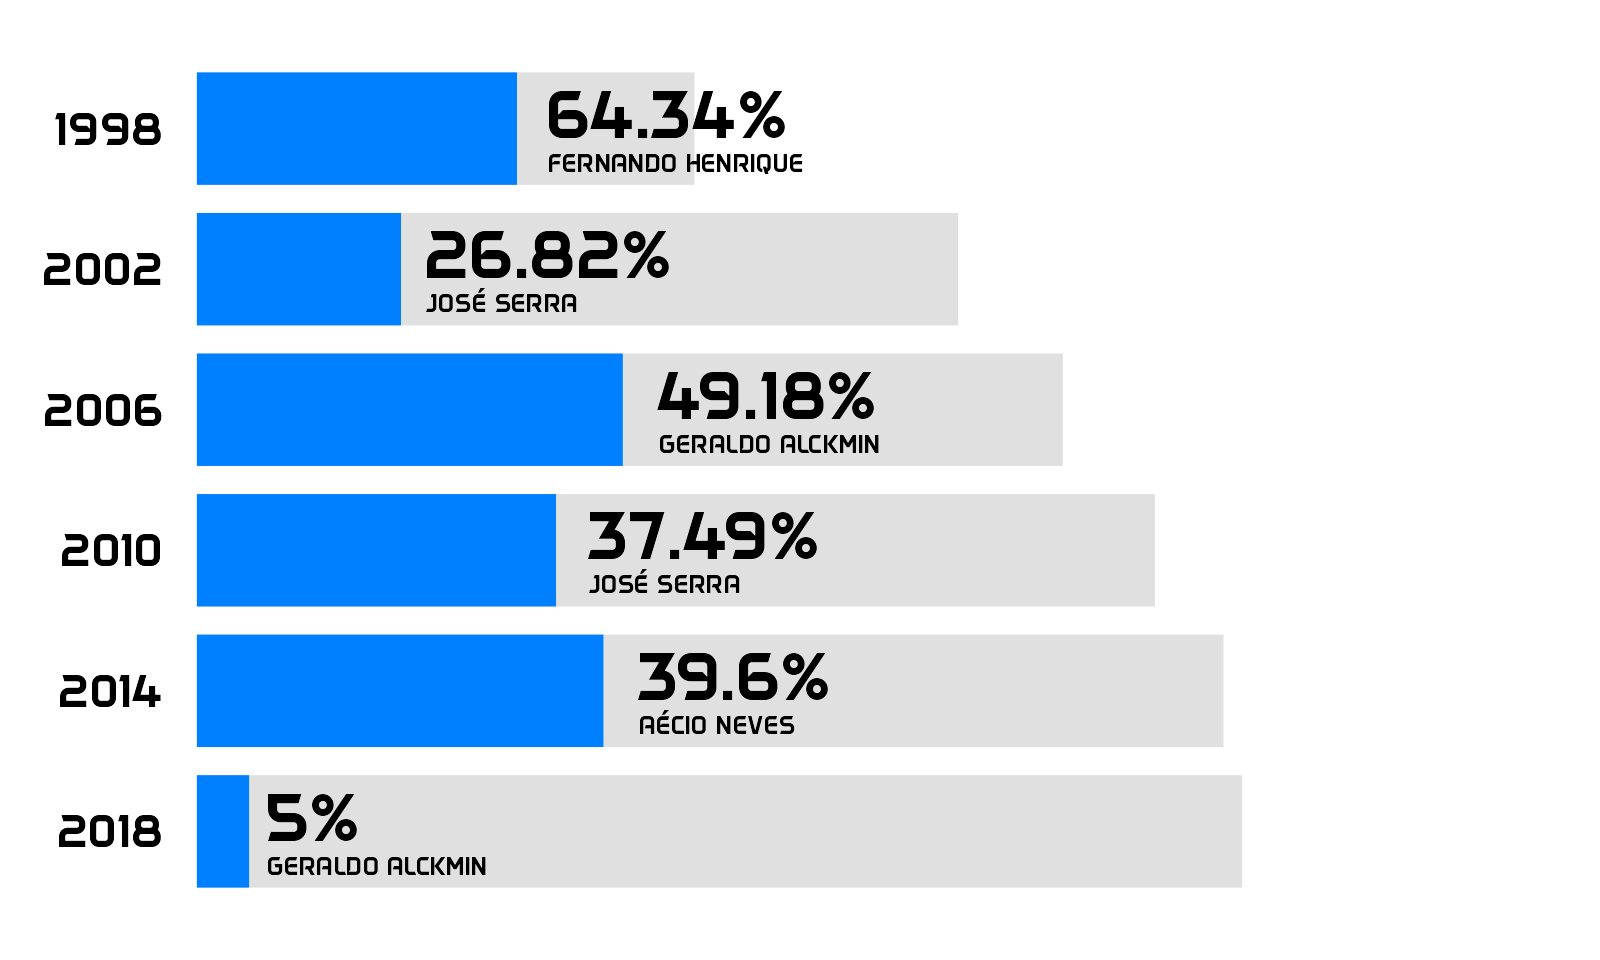 1998
64.34%
FERNANDO HENRIQUE
2002
26.82%
JOSÉ SERRA
2006
49.18%
GERALDO ALCKMIN
2010
37.49%
JOSÉ SERRA
2014
39.6%
AÉCIO NEVES
2018
5%
GERALDO ALCKMIN